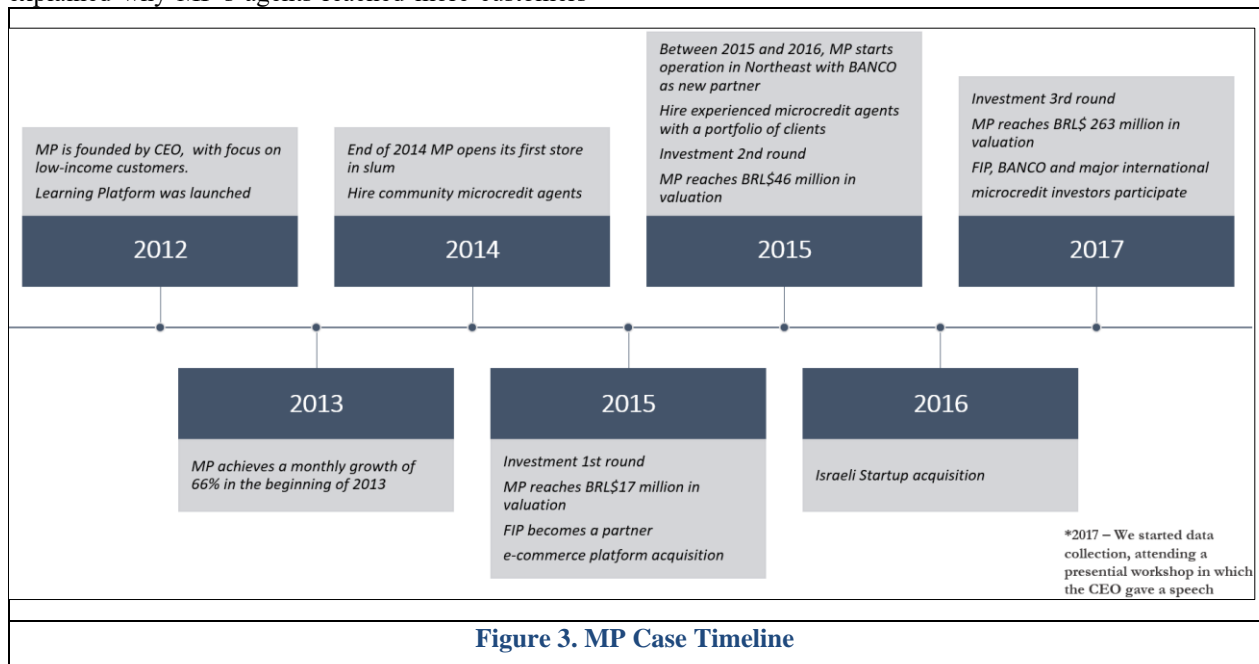 explained why MP's agents reached more customers
MP is founded by CEO, with focus on
low-income customers.
Learning Platform was launched
2012
End of 2014 MP opens its first store
in slum
Hire community microcredit agents
2014
Between 2015 and 2016, MP starts
operation in Northeast with BANCO
as new partner
Hire experienced microcredit agents
with a portfolio of clients
Investment 2nd round
MP reaches BRL$46 million in
valuation
2015
Investment 3rd round
MP reaches BRL$ 263 million in
valuation
FIP, BANCO and major international
microcredit investors participate
2017
2013
MP achieves a monthly growth of
66% in the beginning of 2013
2015
Investment 1st round
MP reaches BRL$17 million in
valuation
FIP becomes a partner
e-commerce platform acquisition
2016
Israeli Startup acquisition
*2017 – We started data
collection, attending a
presential workshop in which
the CEO gave a speech
Figure 3. MP Case Timeline